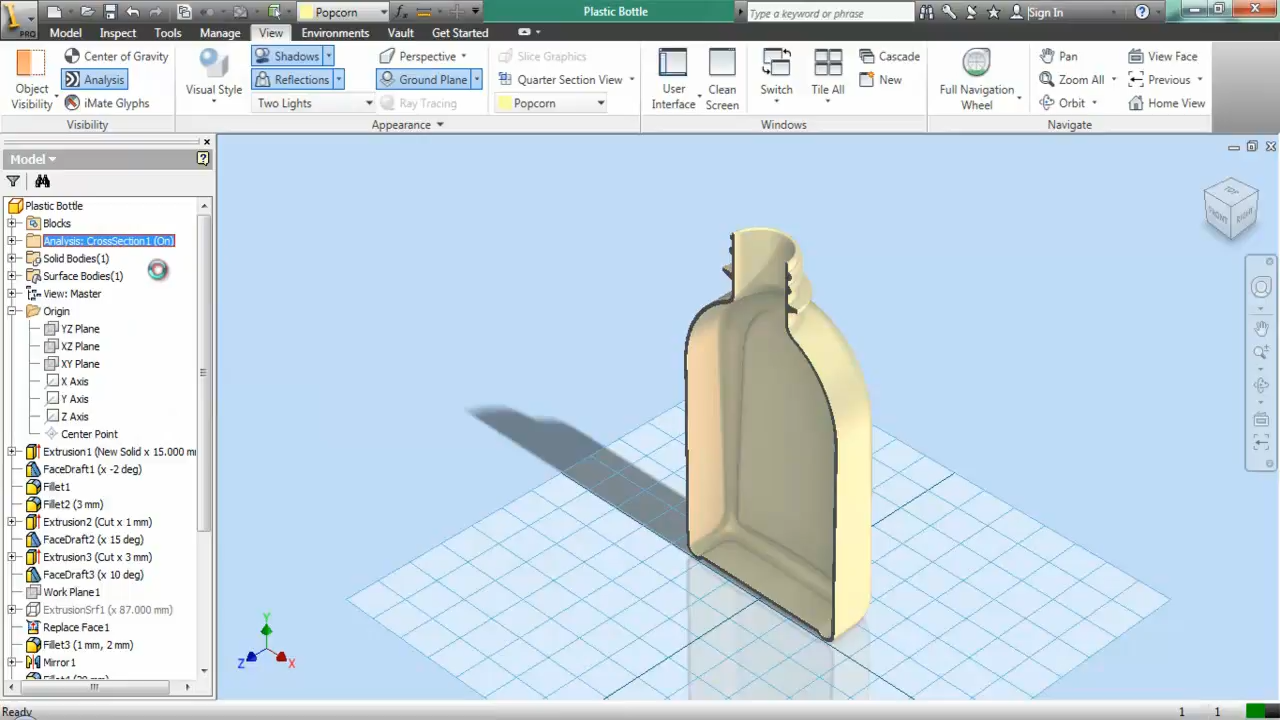 PRO
Popcorn
Plastic Bottle
Type a keyword or phrase
Sign In
Model Inspect Tools Manage View Environments Vault Get Started
Object Visibility
Center of Gravity
Analysis
iMate Glyphs
Visibility
Visual Style
Shadows
Reflections
Two Lights
Perspective
Ground Plane
Ray Tracing
Appearance
Slice Graphics
Quarter Section View
Popcorn
User Interface
Clean Screen
Switch
Tile All
Cascade
New
Windows
Full Navigation Wheel
Pan
Zoom All
Orbit
View Face
Previous
Home View
Navigate
Model
Plastic Bottle
Blocks
Analysis: CrossSection1 (On)
Solid Bodies(1)
Surface Bodies(1)
View: Master
Origin
YZ Plane
XZ Plane
XY Plane
X Axis
Y Axis
Z Axis
Center Point
Extrusion1 (New Solid x 15.000 m
FaceDraft1 (x -2 deg)
Fillet1
Fillet2 (3 mm)
Extrusion2 (Cut x 1 mm)
FaceDraft2 (x 15 deg)
Extrusion3 (Cut x 3 mm)
FaceDraft3 (x 10 deg)
Work Plane1
ExtrusionSrf1 (x 87.000 mm)
Replace Face1
Fillet3 (1 mm, 2 mm)
Mirror1
TOP
FRONT
RIGHT
Y
Z
X
Ready
1 1